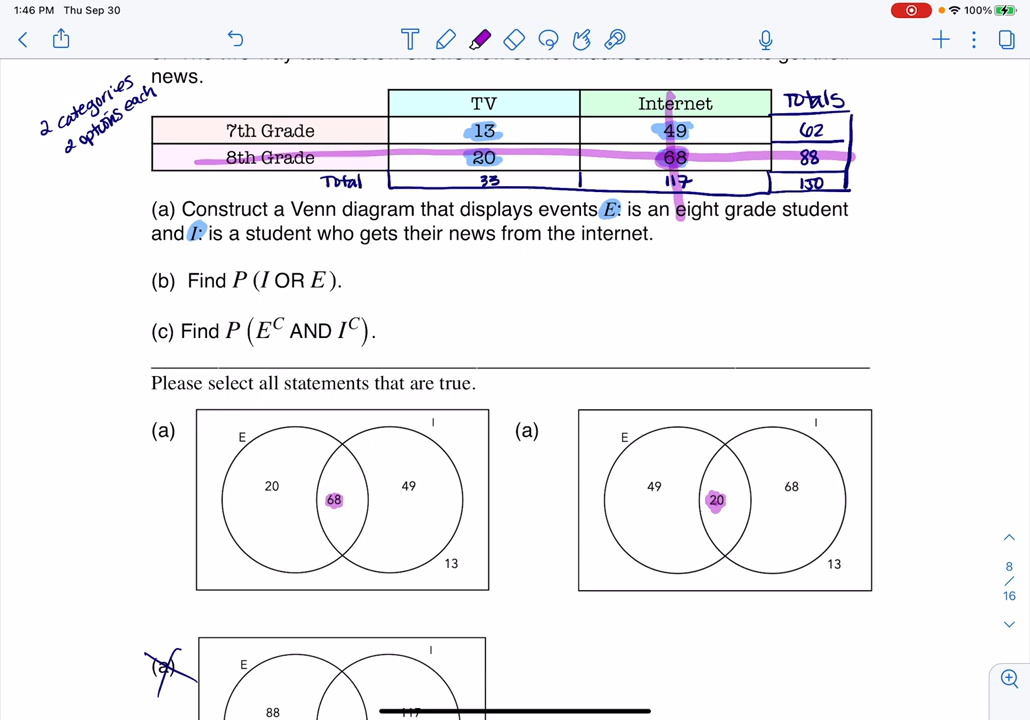 1:46 PM Thu Sep 30
100%
news.
2 categories
2 options each
TV Internet Totals
7th Grade 13 49 62
8th Grade 20 68 88
Total 33 117 150
(a) Construct a Venn diagram that displays events E: is an eight grade student
and I: is a student who gets their news from the internet.
(b) Find P (I OR E).
(c) Find P (E^C AND I^C).
Please select all statements that are true.
(a) E I
20 68 49
13
(a) E I
49 20 68
13
8
/
16
(a) E I
88 117